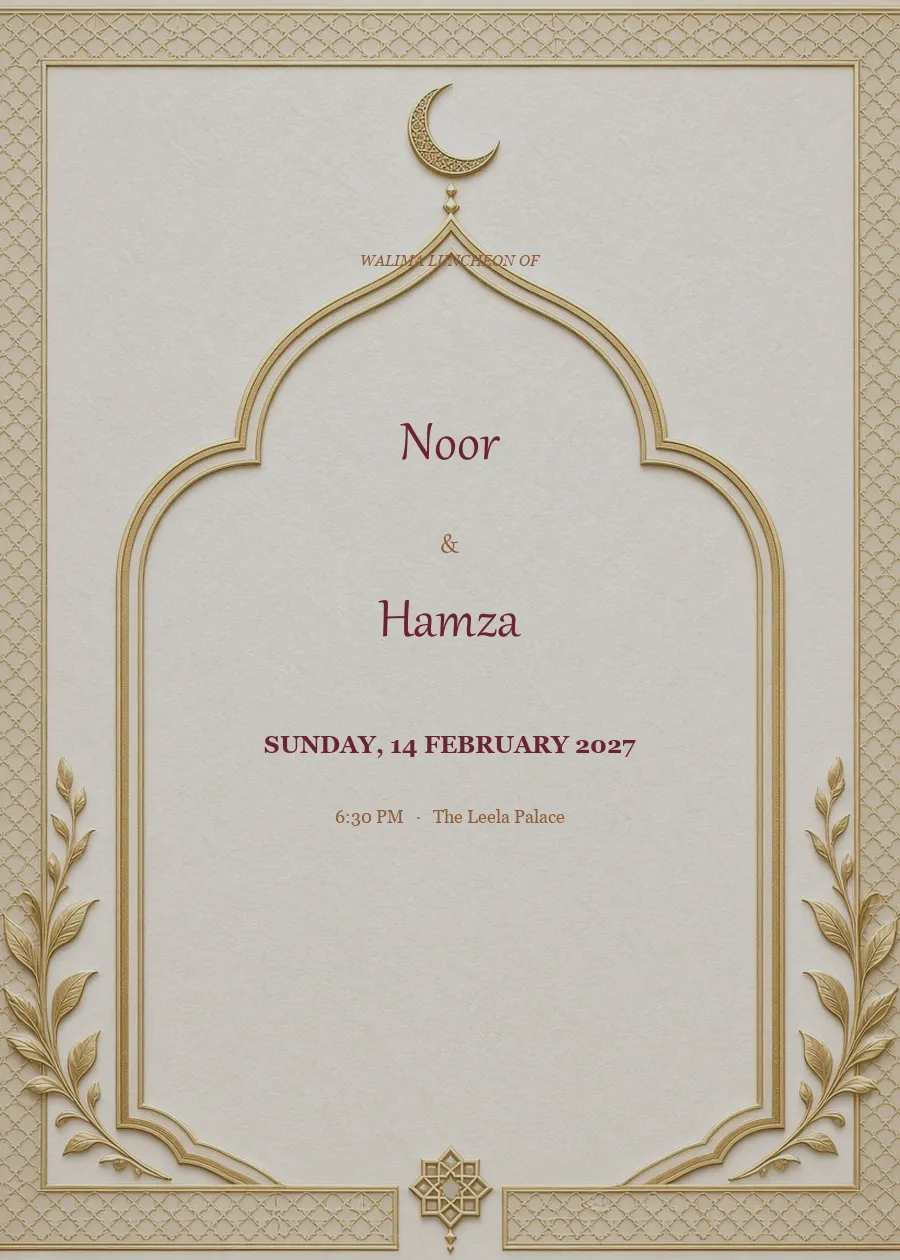 WALIMA LUNCHEON OF
Noor
&
Hamza
SUNDAY, 14 FEBRUARY 2027
6:30 PM · The Leela Palace